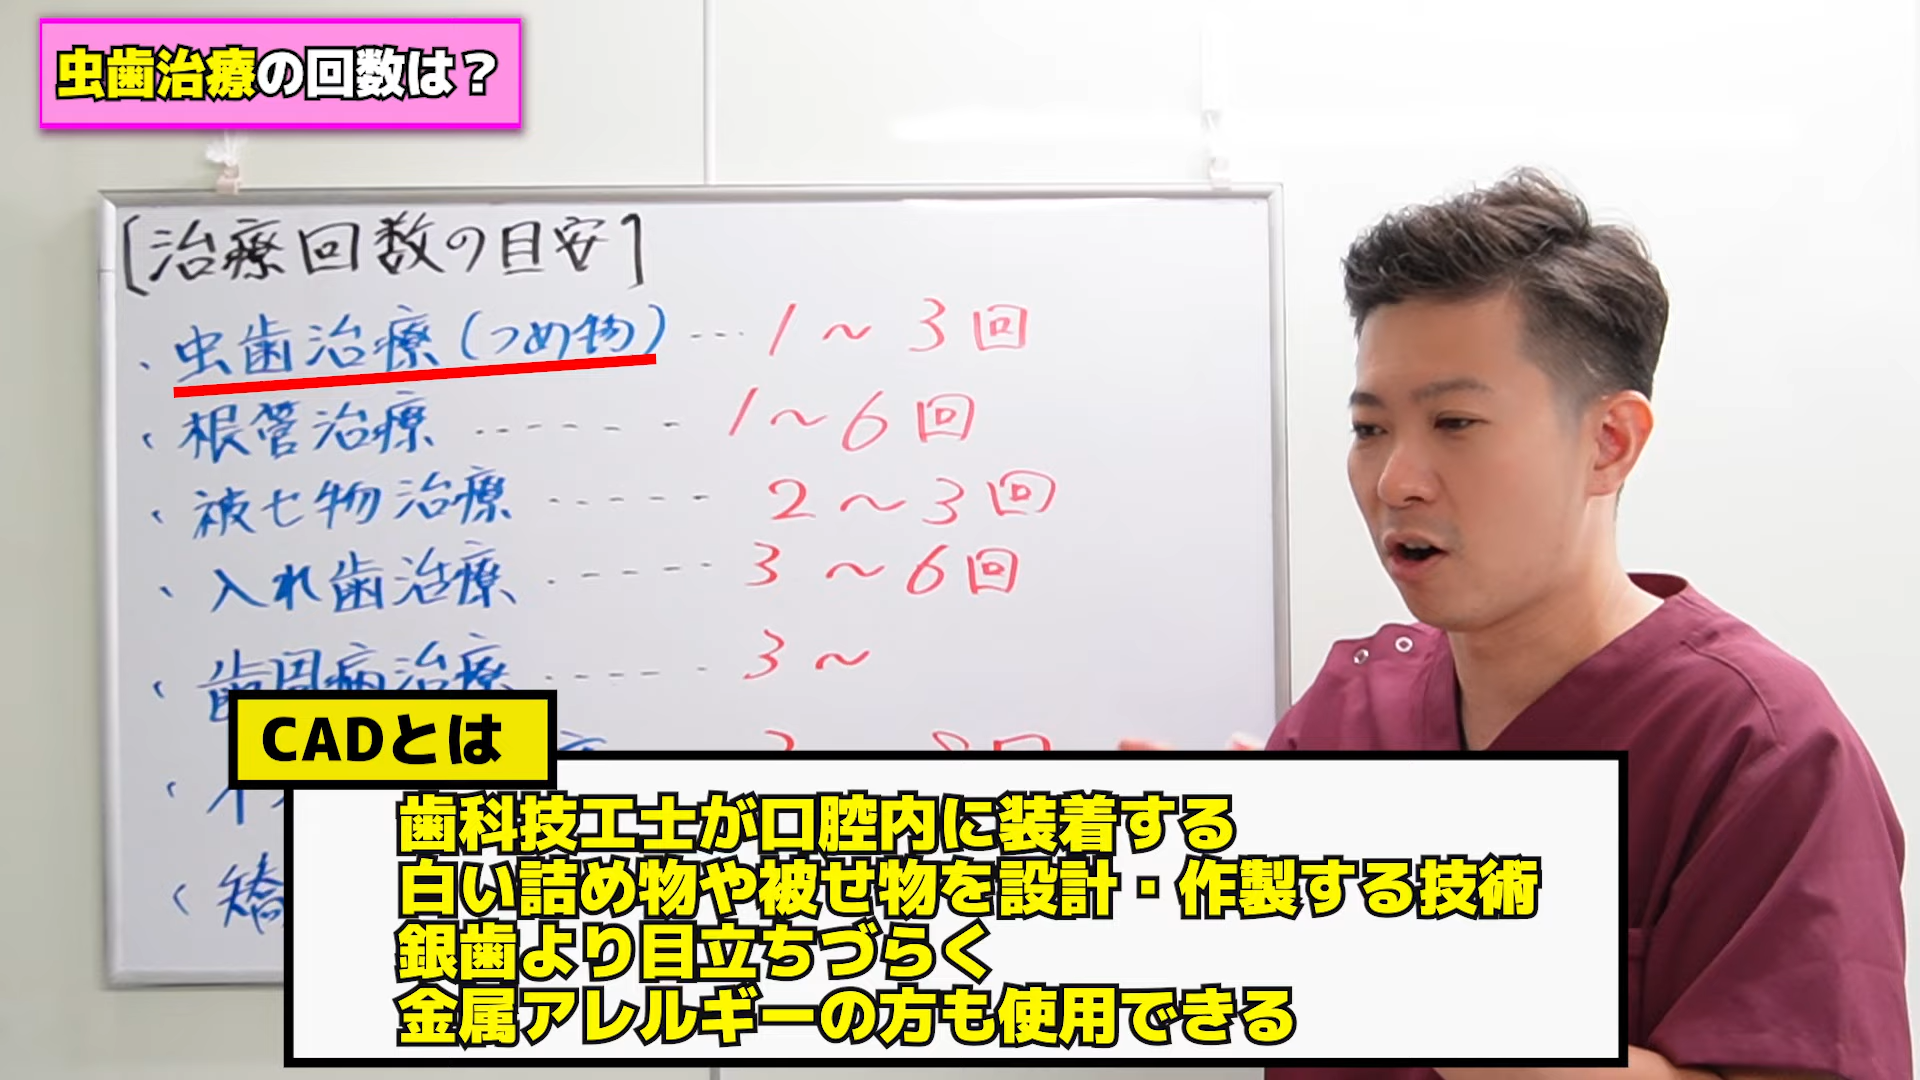 虫歯治療の回数は？
[治療回数の目安]
・虫歯治療(つめ物)…1～3回
・根管治療------1～6回
・被せ物治療-----2～3回
・入れ歯治療-----3～6回
・歯周病治療-----3～
CADとは
歯科技工士が口腔内に装着する
白い詰め物や被せ物を設計・作製する技術
銀歯より目立ちづらく
金属アレルギーの方も使用できる